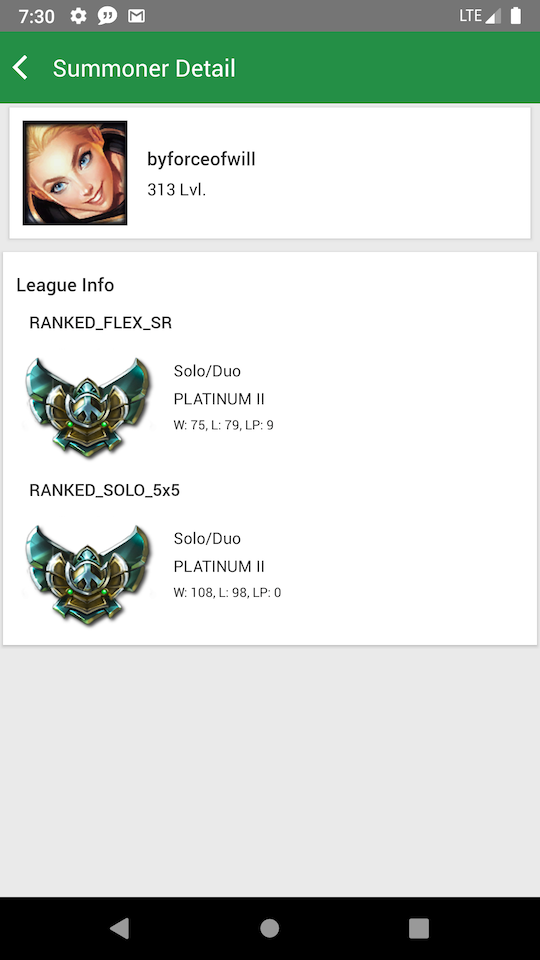 7:30
LTE
Summoner Detail
byforceofwill
313 Lvl.
League Info
RANKED_FLEX_SR
Solo/Duo
PLATINUM II
W: 75, L: 79, LP: 9
RANKED_SOLO_5x5
Solo/Duo
PLATINUM II
W: 108, L: 98, LP: 0